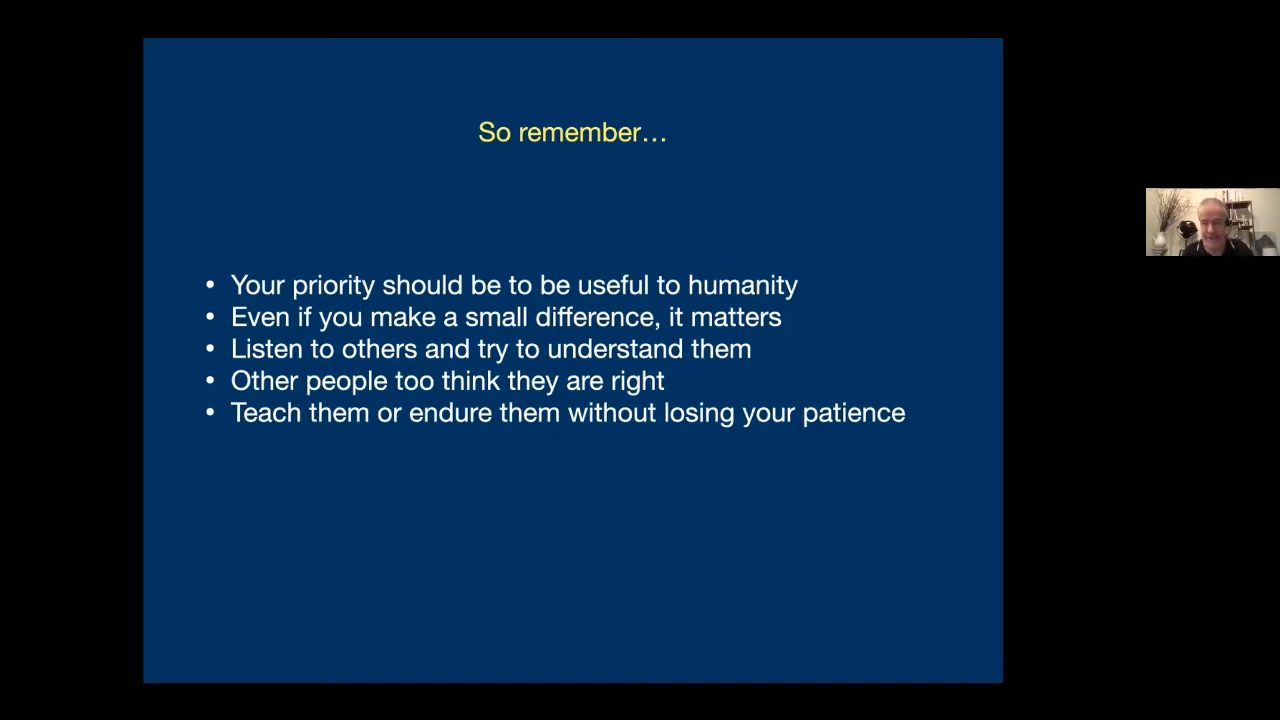 So remember…
• Your priority should be to be useful to humanity
• Even if you make a small difference, it matters
• Listen to others and try to understand them
• Other people too think they are right
• Teach them or endure them without losing your patience